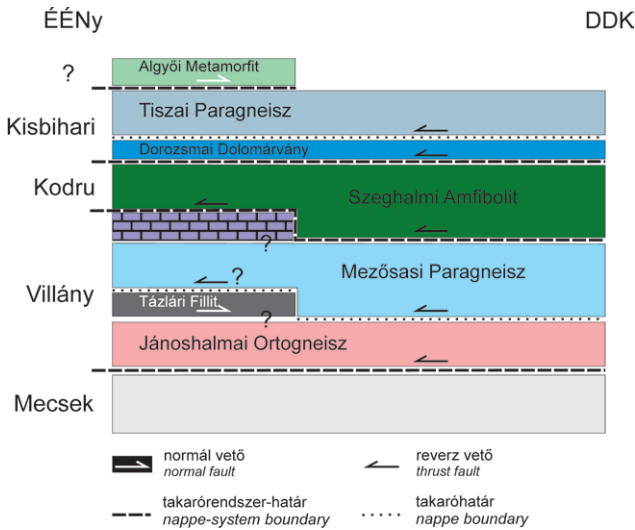 ÉÉNy
DDK
Algyői Metamorfit
?
Tiszai Paragneisz
Kisbihari
Dorozsmai Dolomárvány
Kodru
Szeghalmi Amfibolit
?
Mezősasi Paragneisz
?
Villány
Tázlári Fillit
?
Jánoshalmai Ortogneisz
Mecsek
normál vető
normal fault
reverz vető
thrust fault
takarórendszer-határ
nappe-system boundary
takaróhatár
nappe boundary